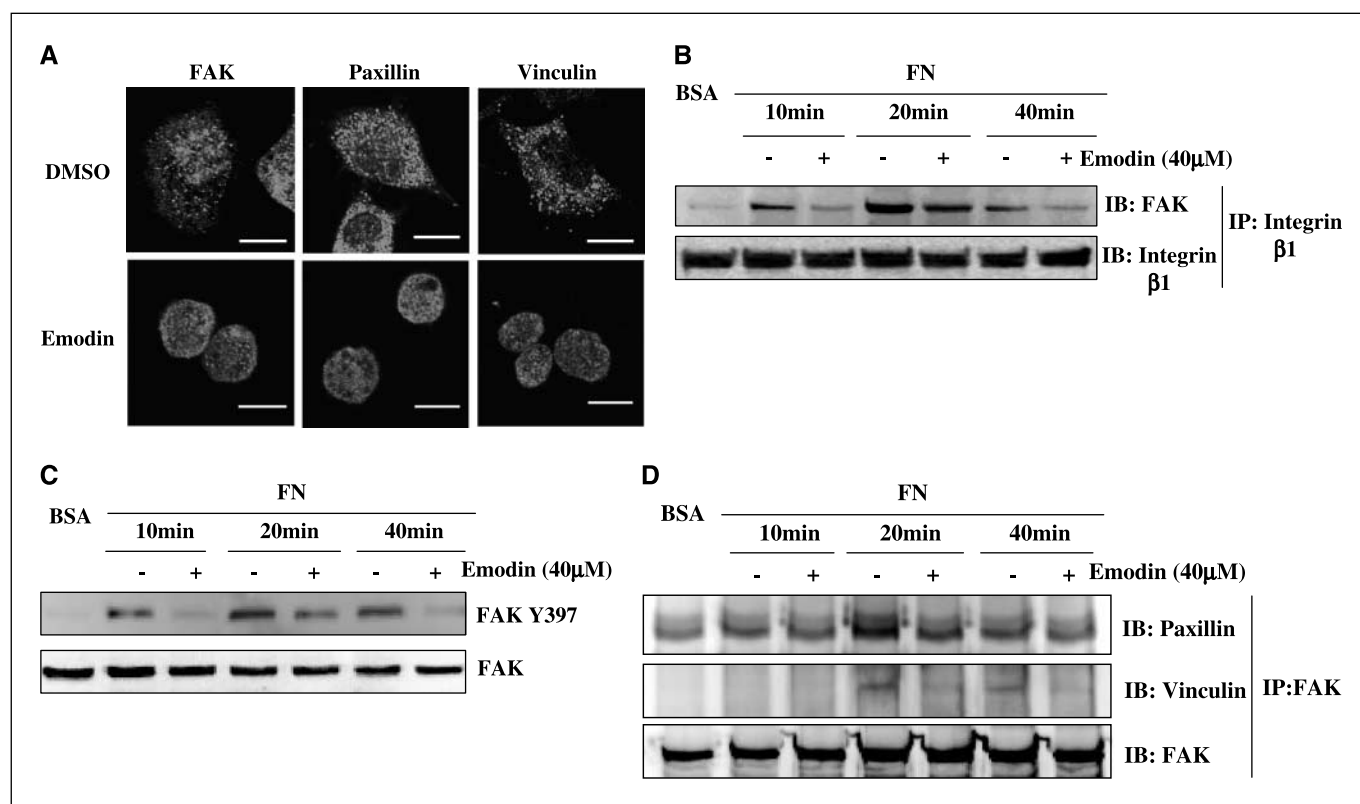 A
FAK Paxillin Vinculin
DMSO
Emodin
B
FN
BSA
10min 20min 40min
- + - + - + Emodin (40μM)
IB: FAK
IB: Integrin β1
IP: Integrin β1
C
FN
BSA
10min 20min 40min
- + - + - + Emodin (40μM)
FAK Y397
FAK
D
FN
BSA
10min 20min 40min
- + - + - + Emodin (40μM)
IB: Paxillin
IB: Vinculin
IP:FAK
IB: FAK